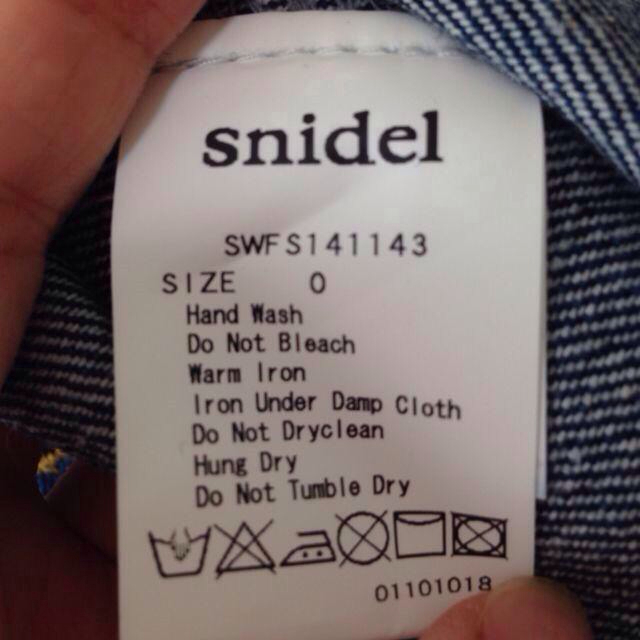 snidel
SWFS141143
SIZE 0
Hand Wash
Do Not Bleach
Warm Iron
Iron Under Damp Cloth
Do Not Dryclean
Hung Dry
Do Not Tumble Dry
01101018